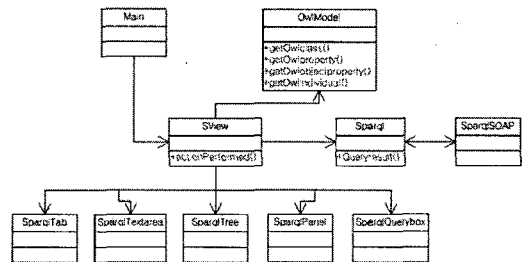 Main
OwlModel
+getOwlclass()
+getOwlproperty()
+getOwlobjectproperty()
+getOwlindividual()
SView
+actionPerformed()
Sparql
+Queryresult()
SparqlSOAP
SparqlTab
SparqlTextarea
SparqlTree
SparqlPanel
SparqlQuerybox